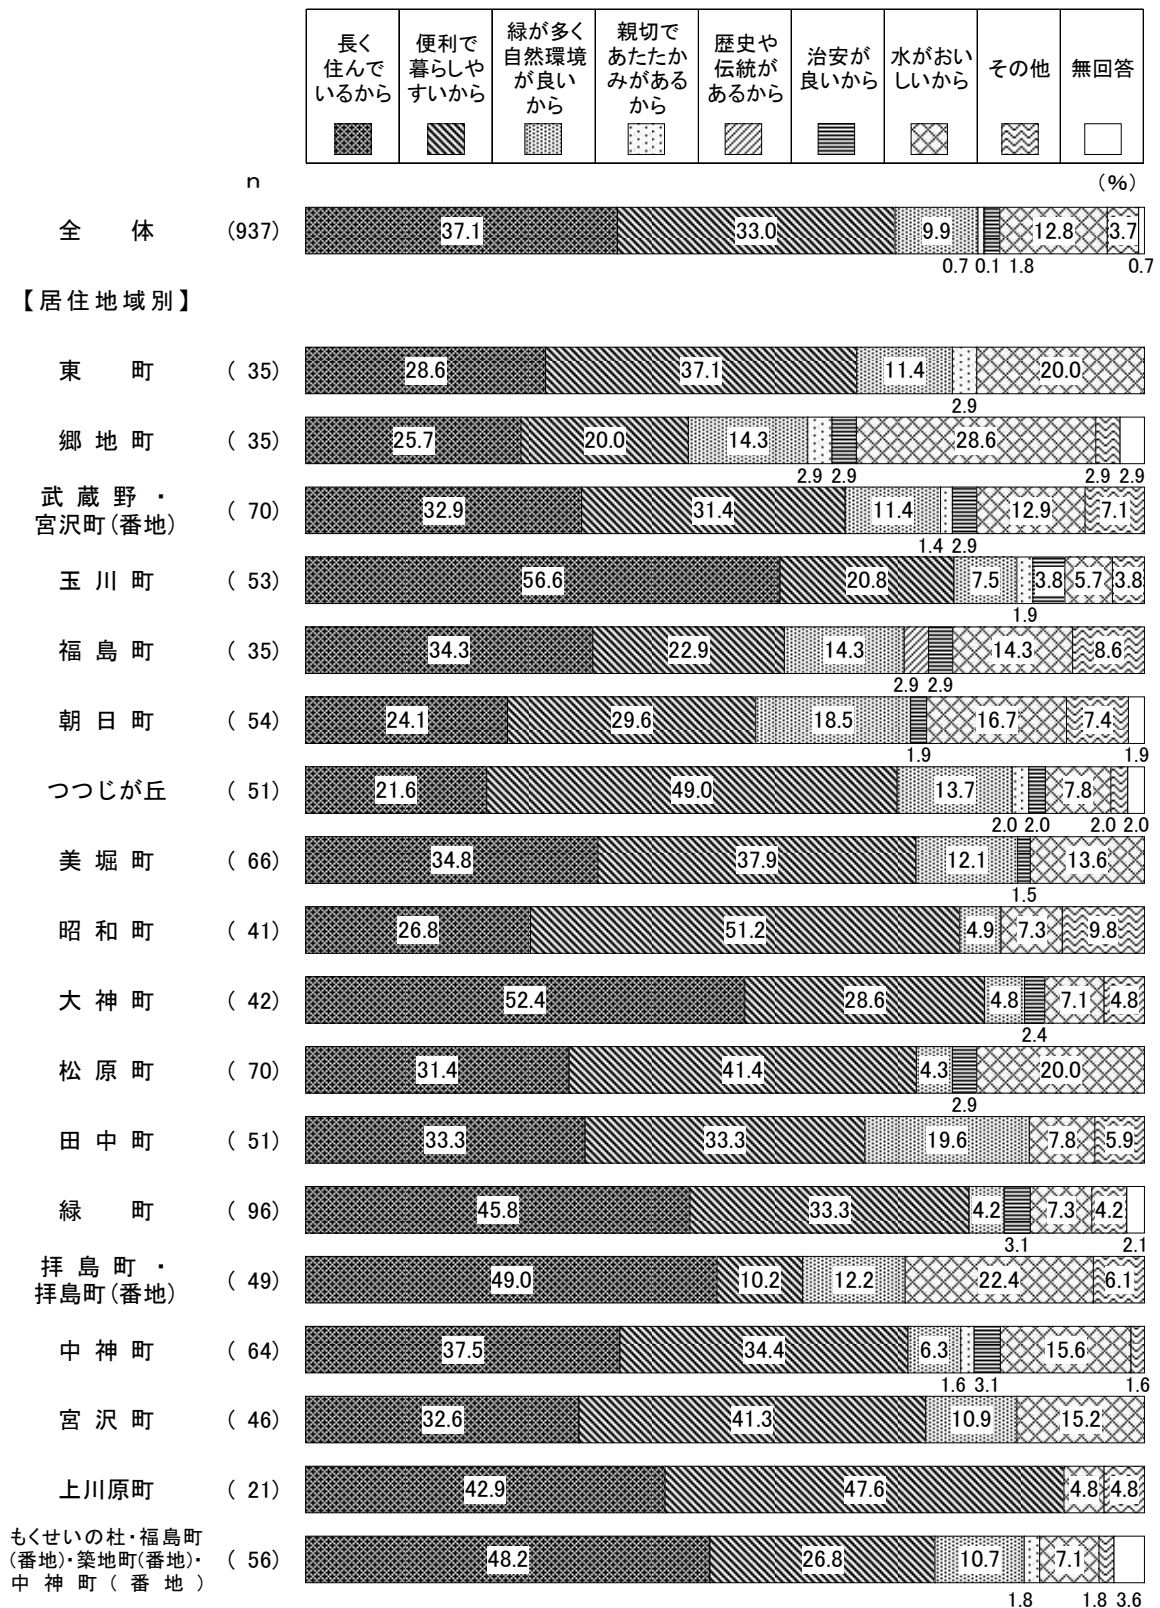 長く
住んで
いるから
便利で
暮らしや
すいから
緑が多く
自然環境
が良い
から
親切で
あたたか
みがある
から
歴史や
伝統が
あるから
治安が
良いから
水がおい
しいから
その他
無回答
n
(%)
全 体 (937) 37.1 33.0 9.9 12.8 3.7
0.7 0.1 1.8 0.7
【居住地域別】
東 町 ( 35) 28.6 37.1 11.4 20.0
2.9
郷地町 ( 35) 25.7 20.0 14.3 28.6
2.9 2.9 2.9 2.9
武蔵野・
宮沢町(番地)
( 70) 32.9 31.4 11.4 12.9 7.1
1.4 2.9
玉川町 ( 53) 56.6 20.8 7.5 3.8 5.7 3.8
1.9
福島町 ( 35) 34.3 22.9 14.3 14.3 8.6
2.9 2.9
朝日町 ( 54) 24.1 29.6 18.5 16.7 7.4
1.9 1.9
つつじが丘 ( 51) 21.6 49.0 13.7 7.8
2.0 2.0 2.0 2.0
美堀町 ( 66) 34.8 37.9 12.1 13.6
1.5
昭和町 ( 41) 26.8 51.2 4.9 7.3 9.8
大神町 ( 42) 52.4 28.6 4.8 7.1 4.8
2.4
松原町 ( 70) 31.4 41.4 4.3 20.0
2.9
田中町 ( 51) 33.3 33.3 19.6 7.8 5.9
緑 町 ( 96) 45.8 33.3 4.2 7.3 4.2
3.1 2.1
拝島町・
拝島町(番地)
( 49) 49.0 10.2 12.2 22.4 6.1
中神町 ( 64) 37.5 34.4 6.3 15.6
1.6 3.1 1.6
宮沢町 ( 46) 32.6 41.3 10.9 15.2
上川原町 ( 21) 42.9 47.6 4.8 4.8
もくせいの杜・福島町
(番地)・築地町(番地)・
中神町(番地)
( 56) 48.2 26.8 10.7 7.1
1.8 1.8 3.6